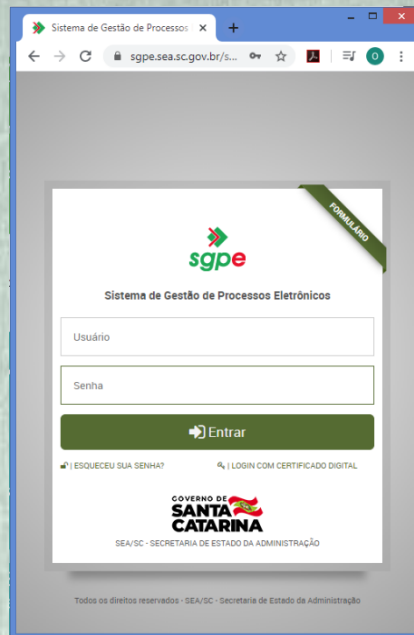 Sistema de Gestão de Processos
sgpe.sea.sc.gov.br/s...
O
FORMULÁRIO
sgpe
Sistema de Gestão de Processos Eletrônicos
Usuário
Senha
Entrar
| ESQUECEU SUA SENHA? | LOGIN COM CERTIFICADO DIGITAL
GOVERNO DE
SANTA
CATARINA
SEA/SC - SECRETARIA DE ESTADO DA ADMINISTRAÇÃO
Todos os direitos reservados - SEA/SC - Secretaria de Estado da Administração